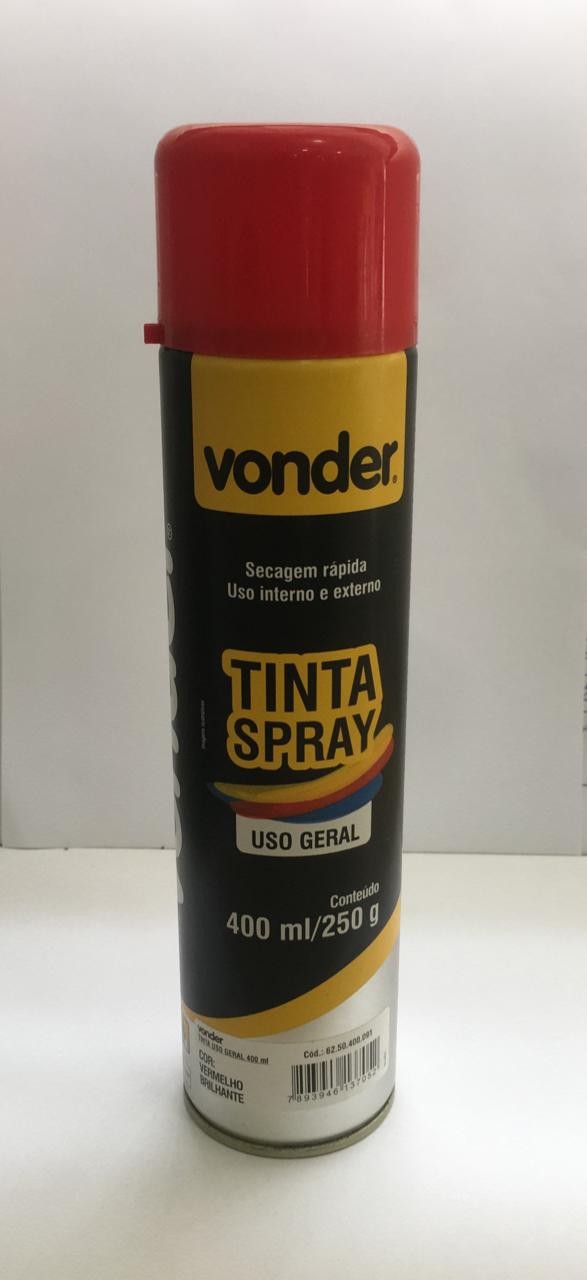 vonder®
Secagem rápida
Uso interno e externo
TINTA
SPRAY
USO GERAL
Conteúdo
400 ml/250 g
vonder
TINTA USO GERAL 400 ml
COR:
VERMELHO
BRILHANTE
Cód.: 62.50.400.091
7893946137052